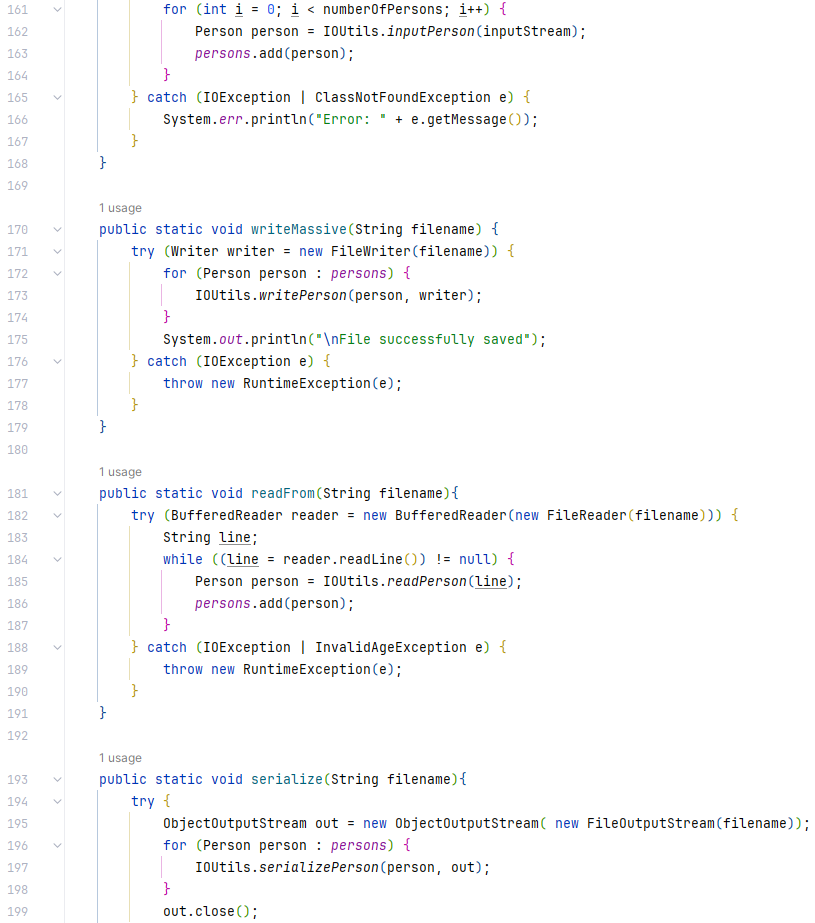 161 for (int i = 0; i < numberOfPersons; i++) {
162 Person person = IOUtils.inputPerson(inputStream);
163 persons.add(person);
164 }
165 } catch (IOException | ClassNotFoundException e) {
166 System.err.println("Error: " + e.getMessage());
167 }
168 }
169
1 usage
170 public static void writeMassive(String filename) {
171 try (Writer writer = new FileWriter(filename)) {
172 for (Person person : persons) {
173 IOUtils.writePerson(person, writer);
174 }
175 System.out.println("\nFile successfully saved");
176 } catch (IOException e) {
177 throw new RuntimeException(e);
178 }
179 }
180
1 usage
181 public static void readFrom(String filename){
182 try (BufferedReader reader = new BufferedReader(new FileReader(filename))) {
183 String line;
184 while ((line = reader.readLine()) != null) {
185 Person person = IOUtils.readPerson(line);
186 persons.add(person);
187 }
188 } catch (IOException | InvalidAgeException e) {
189 throw new RuntimeException(e);
190 }
191 }
192
1 usage
193 public static void serialize(String filename){
194 try {
195 ObjectOutputStream out = new ObjectOutputStream( new FileOutputStream(filename));
196 for (Person person : persons) {
197 IOUtils.serializePerson(person, out);
198 }
199 out.close();